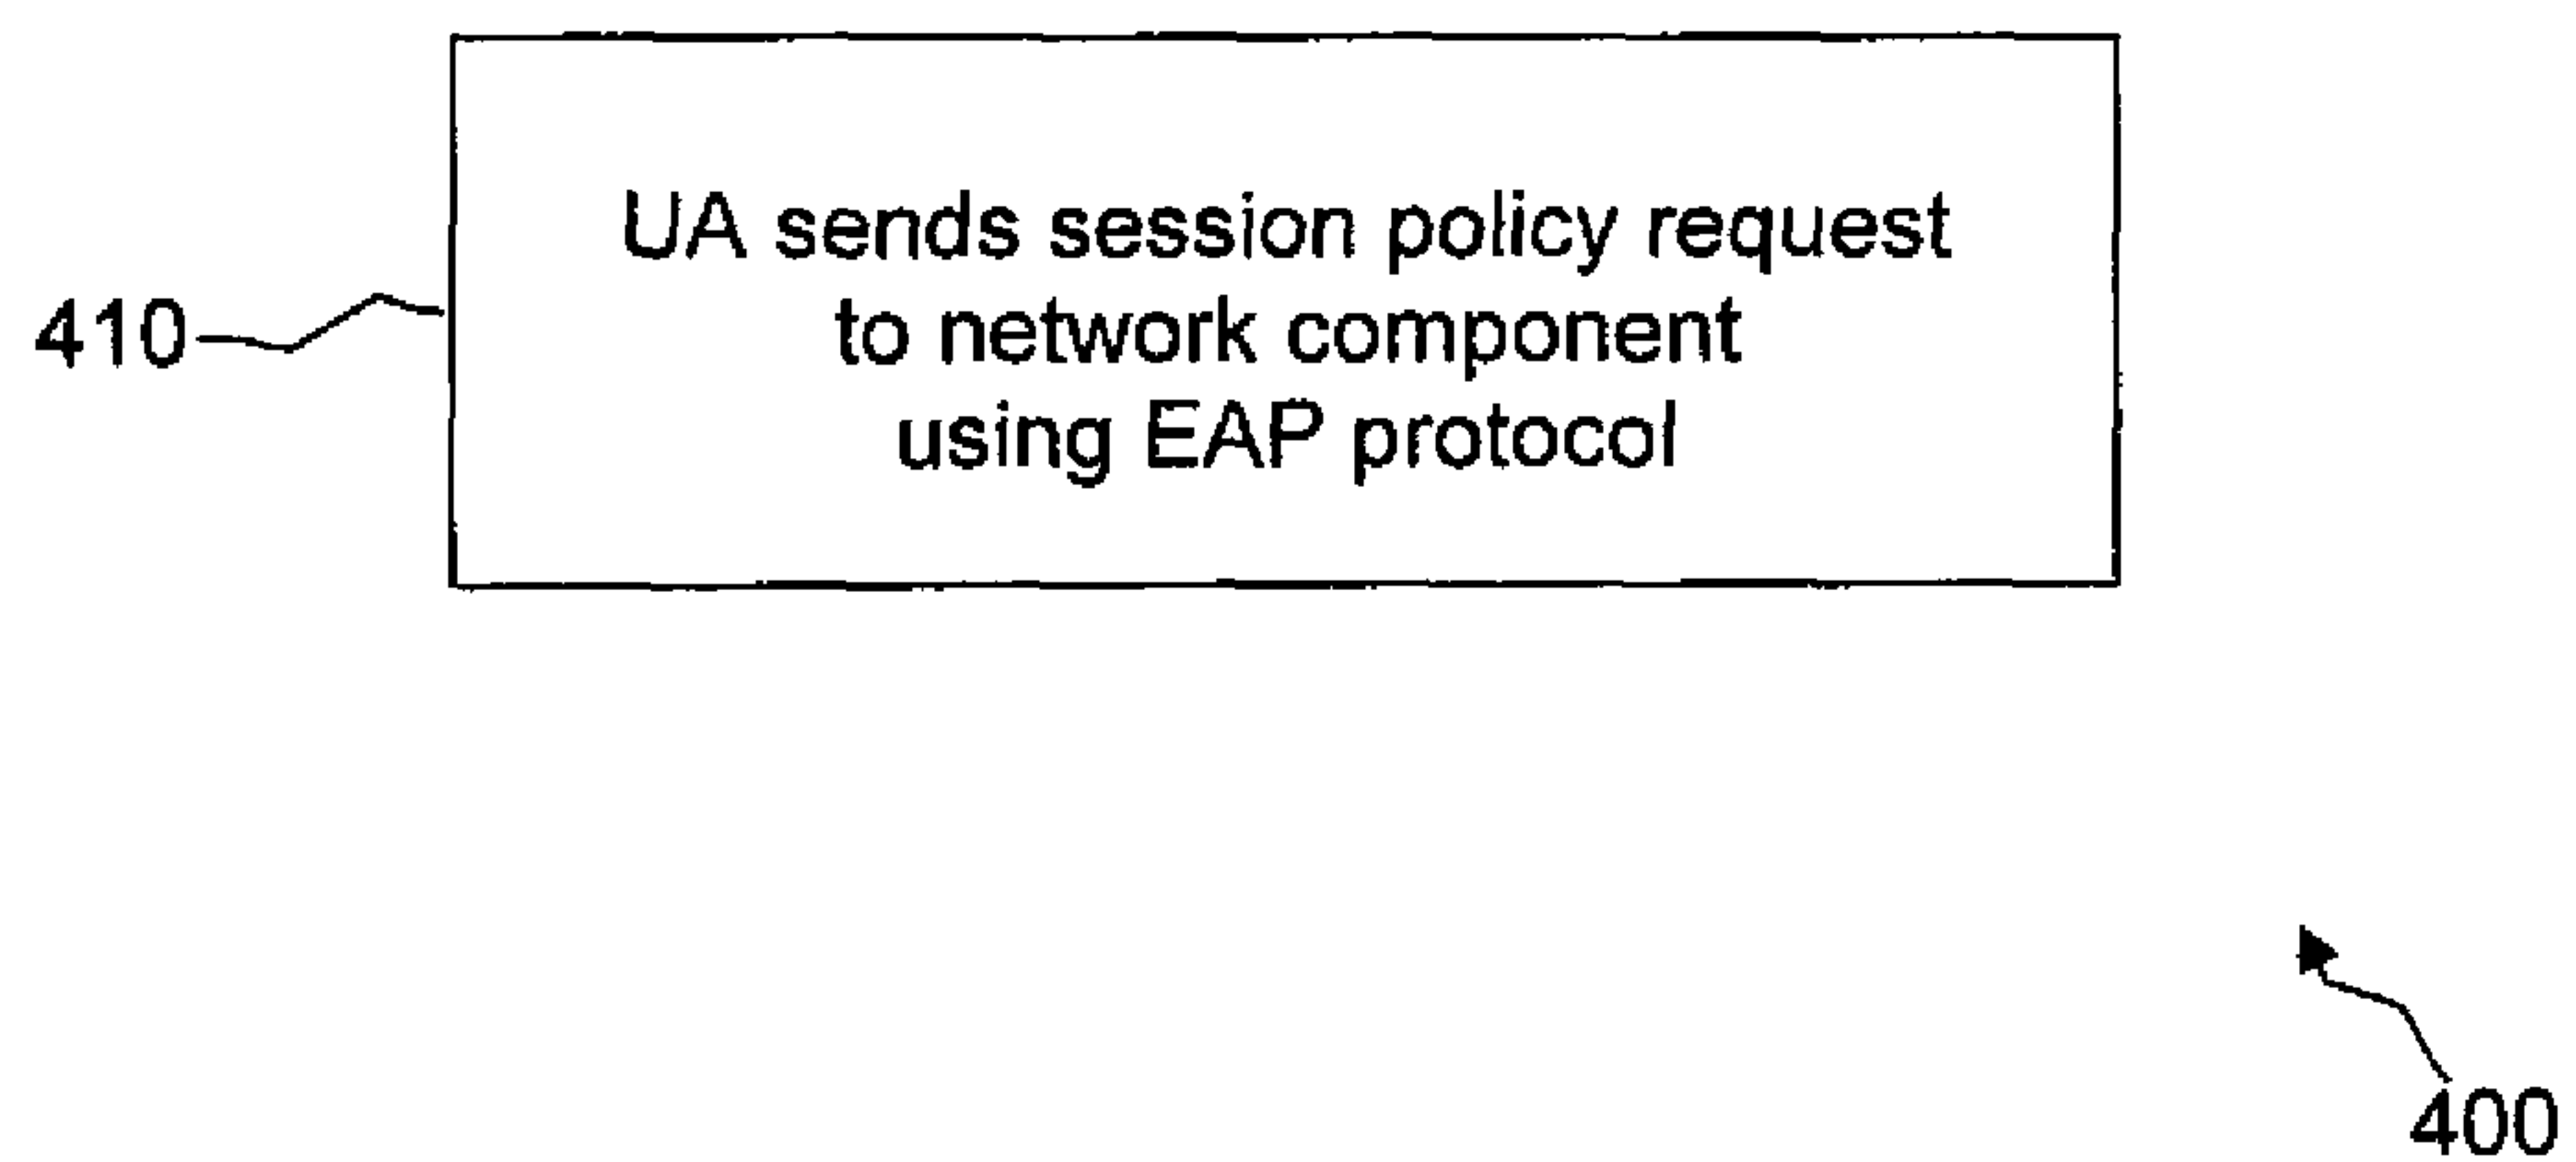 UA sends session policy request
to network component
using EAP protocol
410
400